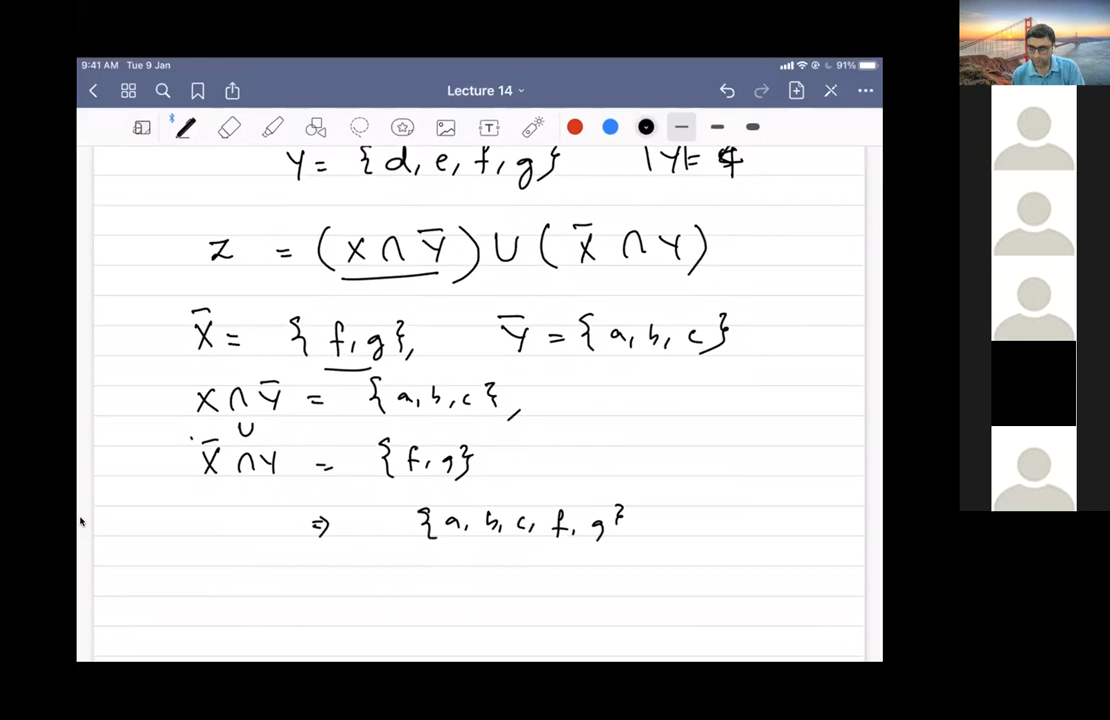 9:41 AM Tue 9 Jan 91%
Lecture 14
Y = {d, e, f, g} |Y|= 4
Z = (X ∩ Y̅) ∪ (X̅ ∩ Y)
X̅ = {f, g}, Y̅ = {a, b, c}
X ∩ Y̅ = {a, b, c},
∪
X̅ ∩ Y = {f, g}
⇒ {a, b, c, f, g}